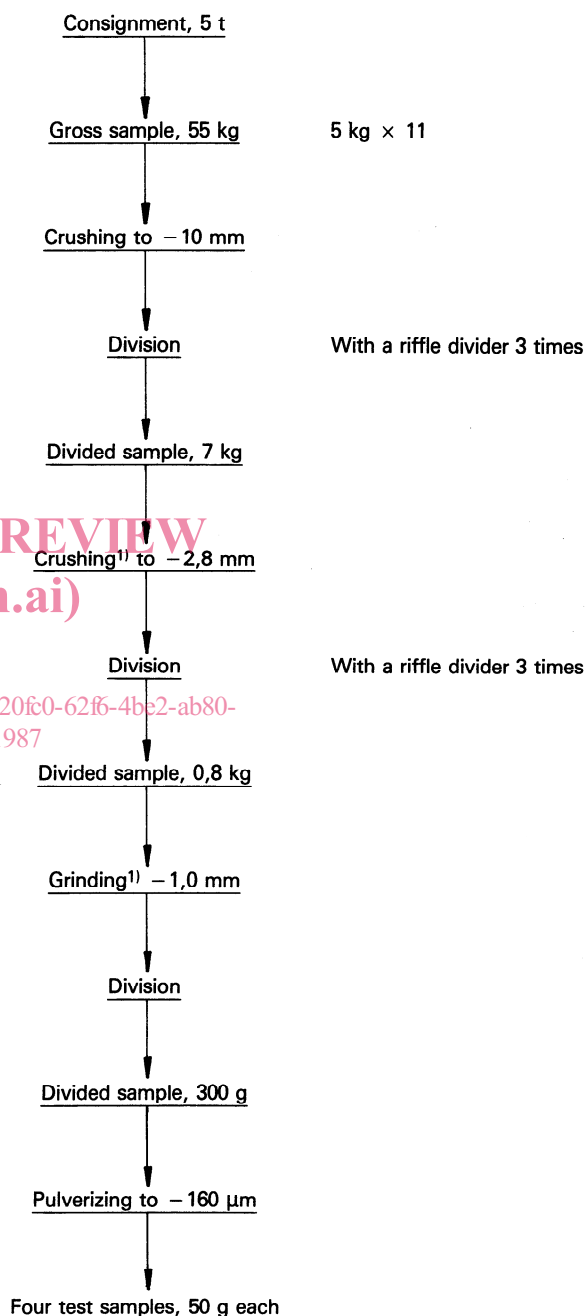 Consignment, 5 t
Gross sample, 55 kg 5 kg × 11
Crushing to − 10 mm
Division With a riffle divider 3 times
Divided sample, 7 kg
REVIEW
Crushing1) to −2,8 mm
n.ai)
Division With a riffle divider 3 times
20fc0-62f6-4be2-ab80-
987
Divided sample, 0,8 kg
Grinding1) −1,0 mm
Division
Divided sample, 300 g
Pulverizing to −160 µm
Four test samples, 50 g each